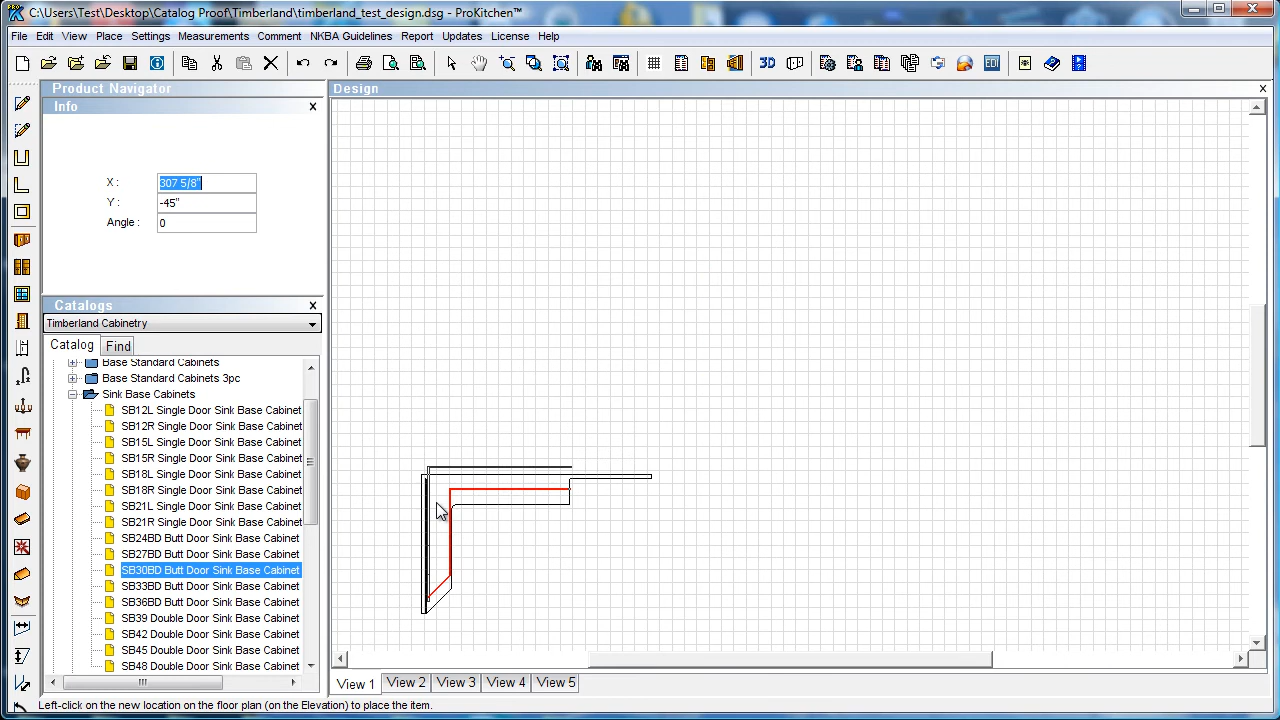 C:\Users\Test\Desktop\Catalog Proof\Timberland\timberland_test_design.dsg - ProKitchen™
File Edit View Place Settings Measurements Comment NKBA Guidelines Report Updates License Help
3D EDI
Product Navigator
Design
Info
X : 307 5/8"
Y : -45"
Angle : 0
Catalogs
Timberland Cabinetry
Catalog Find
Base Standard Cabinets
Base Standard Cabinets 3pc
Sink Base Cabinets
SB12L Single Door Sink Base Cabinet
SB12R Single Door Sink Base Cabinet
SB15L Single Door Sink Base Cabinet
SB15R Single Door Sink Base Cabinet
SB18L Single Door Sink Base Cabinet
SB18R Single Door Sink Base Cabinet
SB21L Single Door Sink Base Cabinet
SB21R Single Door Sink Base Cabinet
SB24BD Butt Door Sink Base Cabinet
SB27BD Butt Door Sink Base Cabinet
SB30BD Butt Door Sink Base Cabinet
SB33BD Butt Door Sink Base Cabinet
SB36BD Butt Door Sink Base Cabinet
SB39 Double Door Sink Base Cabinet
SB42 Double Door Sink Base Cabinet
SB45 Double Door Sink Base Cabinet
SB48 Double Door Sink Base Cabinet
View 1 View 2 View 3 View 4 View 5
Left-click on the new location on the floor plan (on the Elevation) to place the item.